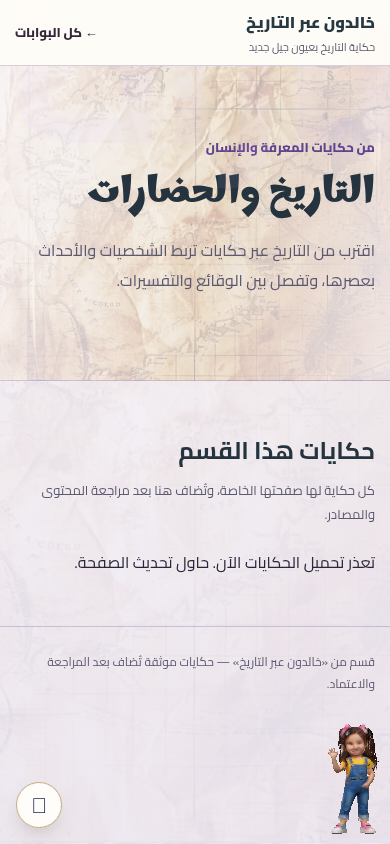 خالدون عبر التاريخ
حكاية التاريخ بعيون جيل جديد
← كل البوابات
من حكايات المعرفة والإنسان
التاريخ والحضارات
اقترب من التاريخ عبر حكايات تربط الشخصيات والأحداث
بعصرها، وتفصل بين الوقائع والتفسيرات.
حكايات هذا القسم
كل حكاية لها صفحتها الخاصة، وتُضاف هنا بعد مراجعة المحتوى
والمصادر.
تعذر تحميل الحكايات الآن. حاول تحديث الصفحة.
قسم من «خالدون عبر التاريخ» — حكايات موثقة تُضاف بعد المراجعة
والاعتماد.